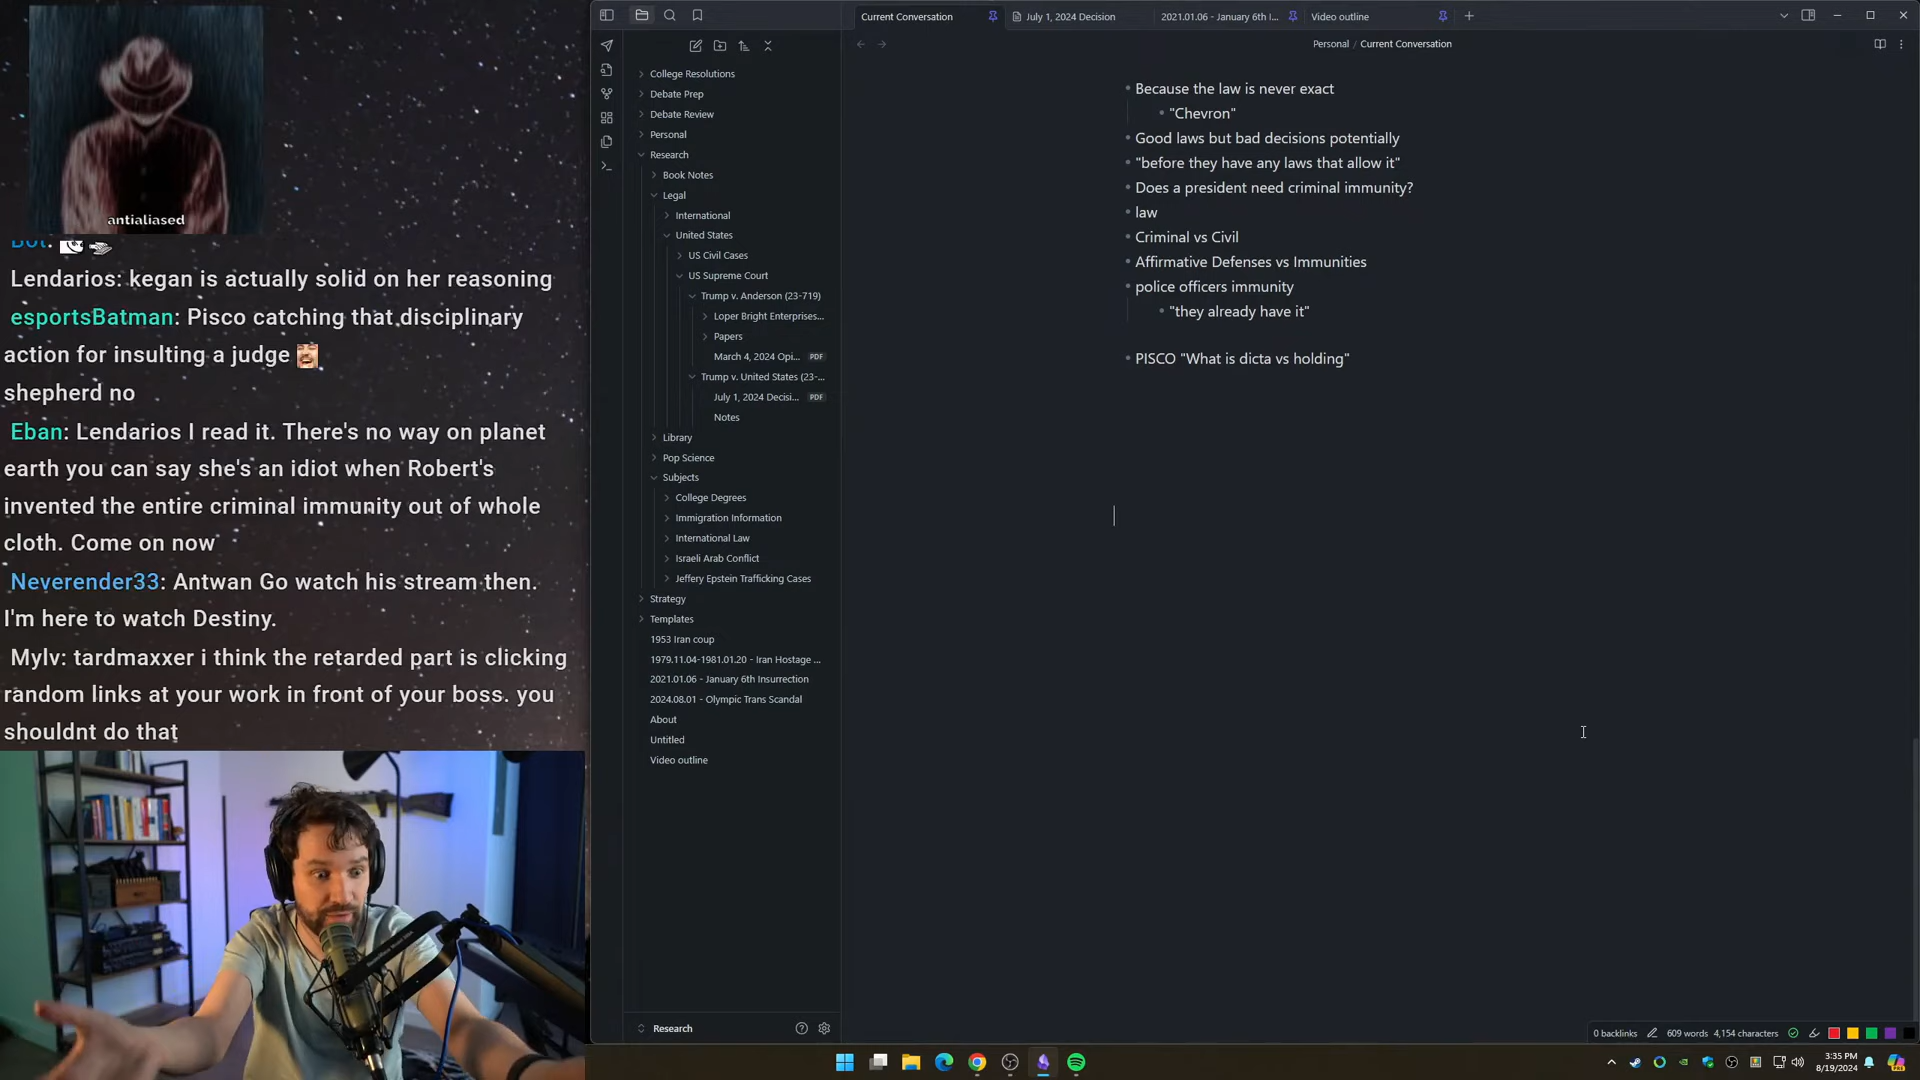 antialiased
Bot:
Lendarios: kegan is actually solid on her reasoning
esportsBatman: Pisco catching that disciplinary
action for insulting a judge
shepherd no
Eban: Lendarios I read it. There's no way on planet
earth you can say she's an idiot when Robert's
invented the entire criminal immunity out of whole
cloth. Come on now
Neverender33: Antwan Go watch his stream then.
I'm here to watch Destiny.
Mylv: tardmaxxer i think the retarded part is clicking
random links at your work in front of your boss. you
shouldnt do that
College Resolutions
Debate Prep
Debate Review
Personal
Research
Book Notes
Legal
International
United States
US Civil Cases
US Supreme Court
Trump v. Anderson (23-719)
Loper Bright Enterprises...
Papers
March 4, 2024 Opi... PDF
Trump v. United States (23-...
July 1, 2024 Decisi... PDF
Notes
Library
Pop Science
Subjects
College Degrees
Immigration Information
International Law
Israeli Arab Conflict
Jeffery Epstein Trafficking Cases
Strategy
Templates
1953 Iran coup
1979.11.04-1981.01.20 - Iran Hostage ...
2021.01.06 - January 6th Insurrection
2024.08.01 - Olympic Trans Scandal
About
Untitled
Video outline
Research
Current Conversation
July 1, 2024 Decision
2021.01.06 - January 6th I...
Video outline
Personal / Current Conversation
Because the law is never exact
"Chevron"
Good laws but bad decisions potentially
"before they have any laws that allow it"
Does a president need criminal immunity?
law
Criminal vs Civil
Affirmative Defenses vs Immunities
police officers immunity
"they already have it"
PISCO "What is dicta vs holding"
0 backlinks 609 words 4,154 characters
3:35 PM
8/19/2024